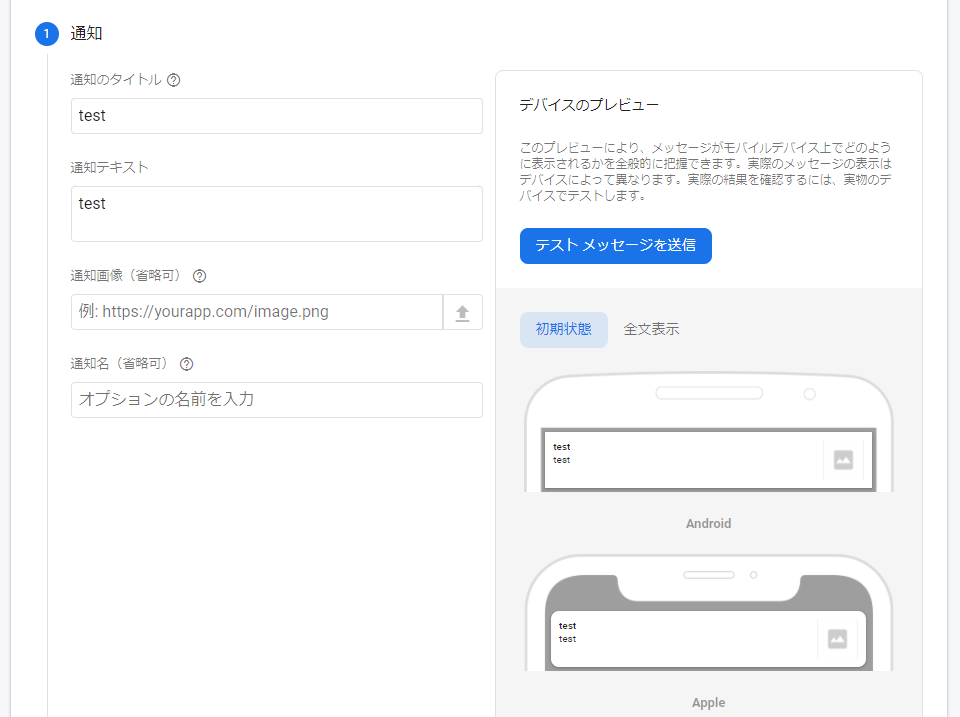 1 通知
通知のタイトル
test
通知テキスト
test
通知画像（省略可）
例: https://yourapp.com/image.png
通知名（省略可）
オプションの名前を入力
デバイスのプレビュー
このプレビューにより、メッセージがモバイルデバイス上でどのよう
に表示されるかを全般的に把握できます。実際のメッセージの表示は
デバイスによって異なります。実際の結果を確認するには、実物のデ
バイスでテストします。
テスト メッセージを送信
初期状態 全文表示
test
test
Android
test
test
Apple